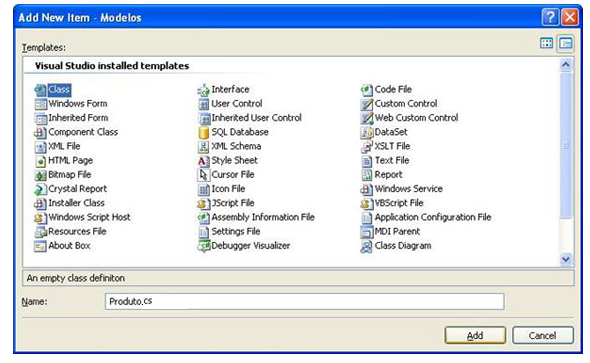 Add New Item - Modelos
Templates:
Visual Studio installed templates
Class Interface Code File
Windows Form User Control Custom Control
Inherited Form Inherited User Control Web Custom Control
Component Class SQL Database DataSet
XML File XML Schema XSLT File
HTML Page Style Sheet Text File
Bitmap File Cursor File Report
Crystal Report Icon File Windows Service
Installer Class JScript File VBScript File
Windows Script Host Assembly Information File Application Configuration File
Resources File Settings File MDI Parent
About Box Debugger Visualizer Class Diagram
An empty class definiton
Name: Produto.cs
Add Cancel